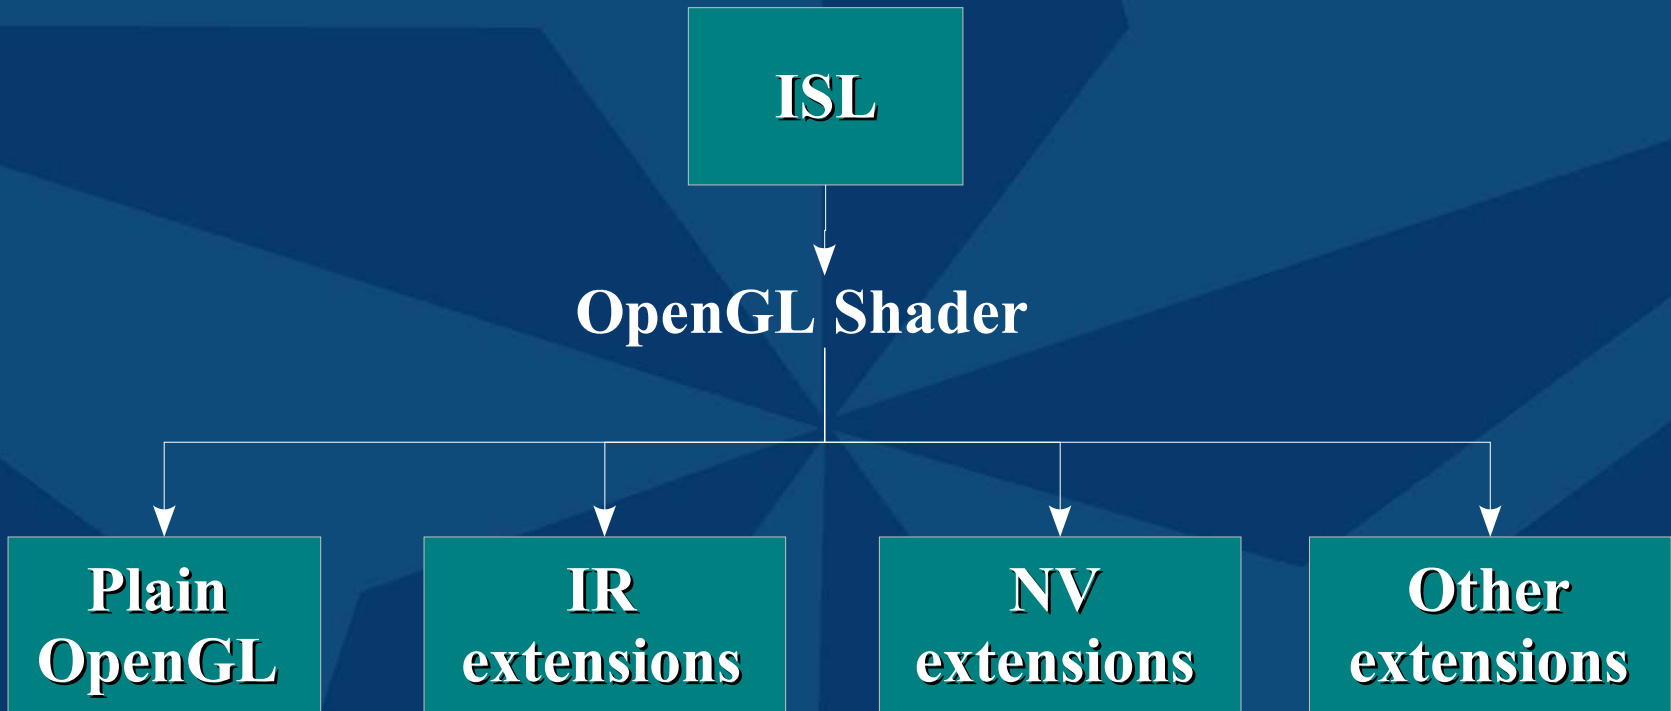 ISL
OpenGL Shader
Plain
OpenGL
IR
extensions
NV
extensions
Other
extensions